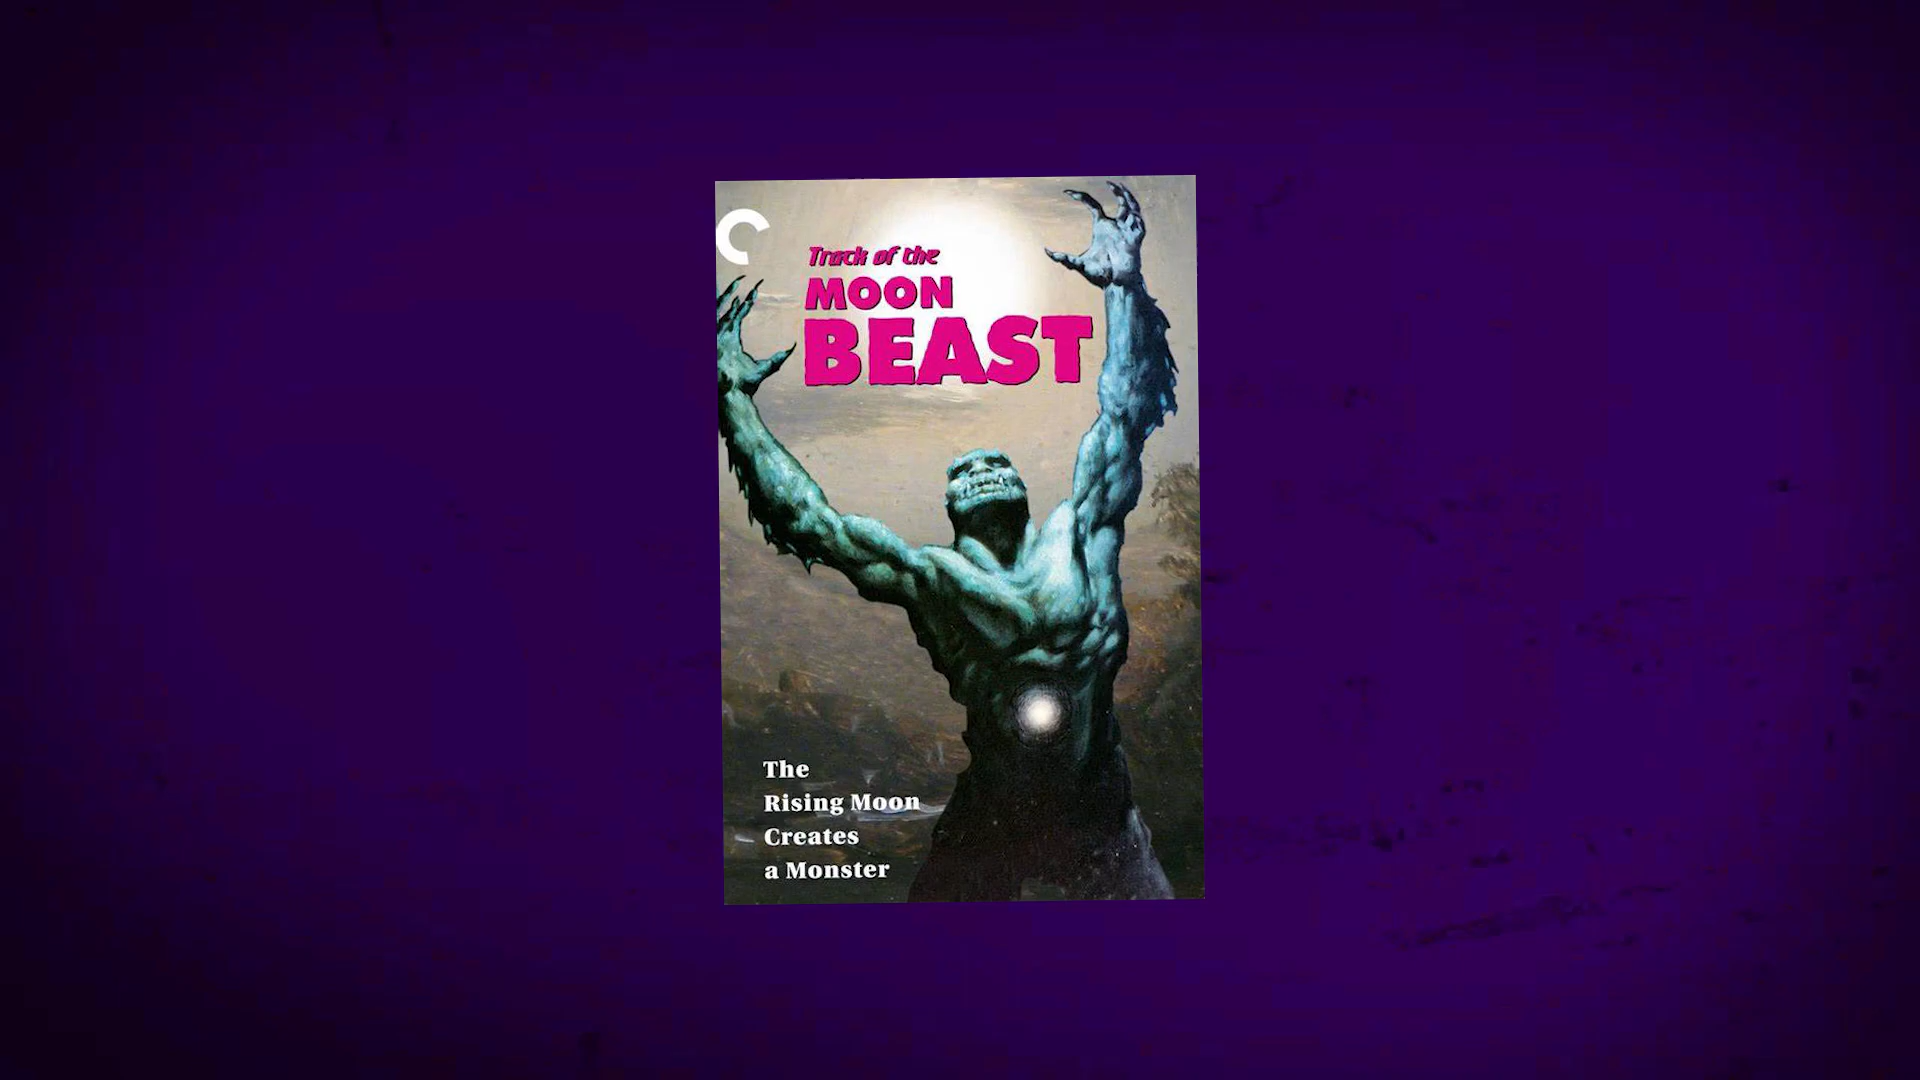 Track of the
MOON
BEAST
The
Rising Moon
Creates
a Monster